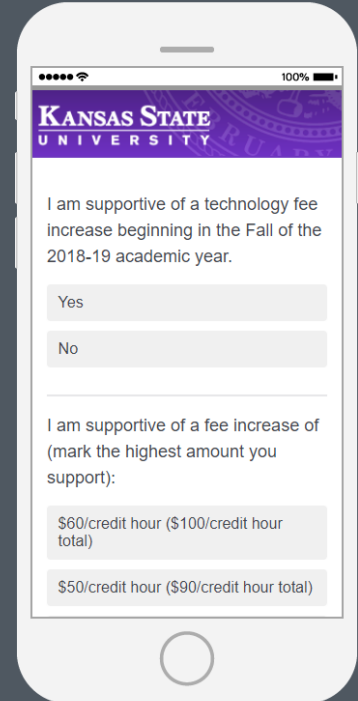 100%
KANSAS STATE
UNIVERSITY
FEBRUARY
I am supportive of a technology fee
increase beginning in the Fall of the
2018-19 academic year.
Yes
No
I am supportive of a fee increase of
(mark the highest amount you
support):
$60/credit hour ($100/credit hour
total)
$50/credit hour ($90/credit hour total)